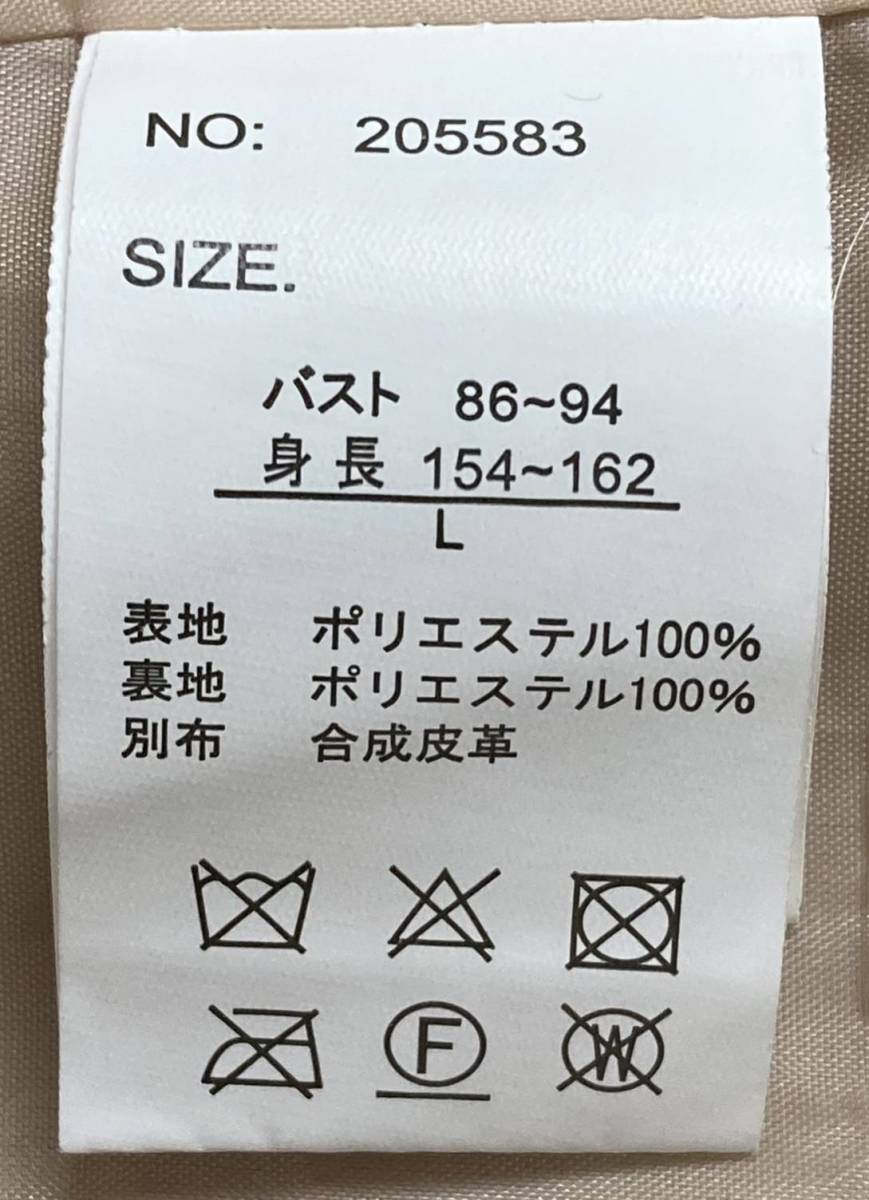 NO: 205583
SIZE.
バスト 86~94
身長 154~162
L
表地 ポリエステル100%
裏地 ポリエステル100%
別布 合成皮革
F W